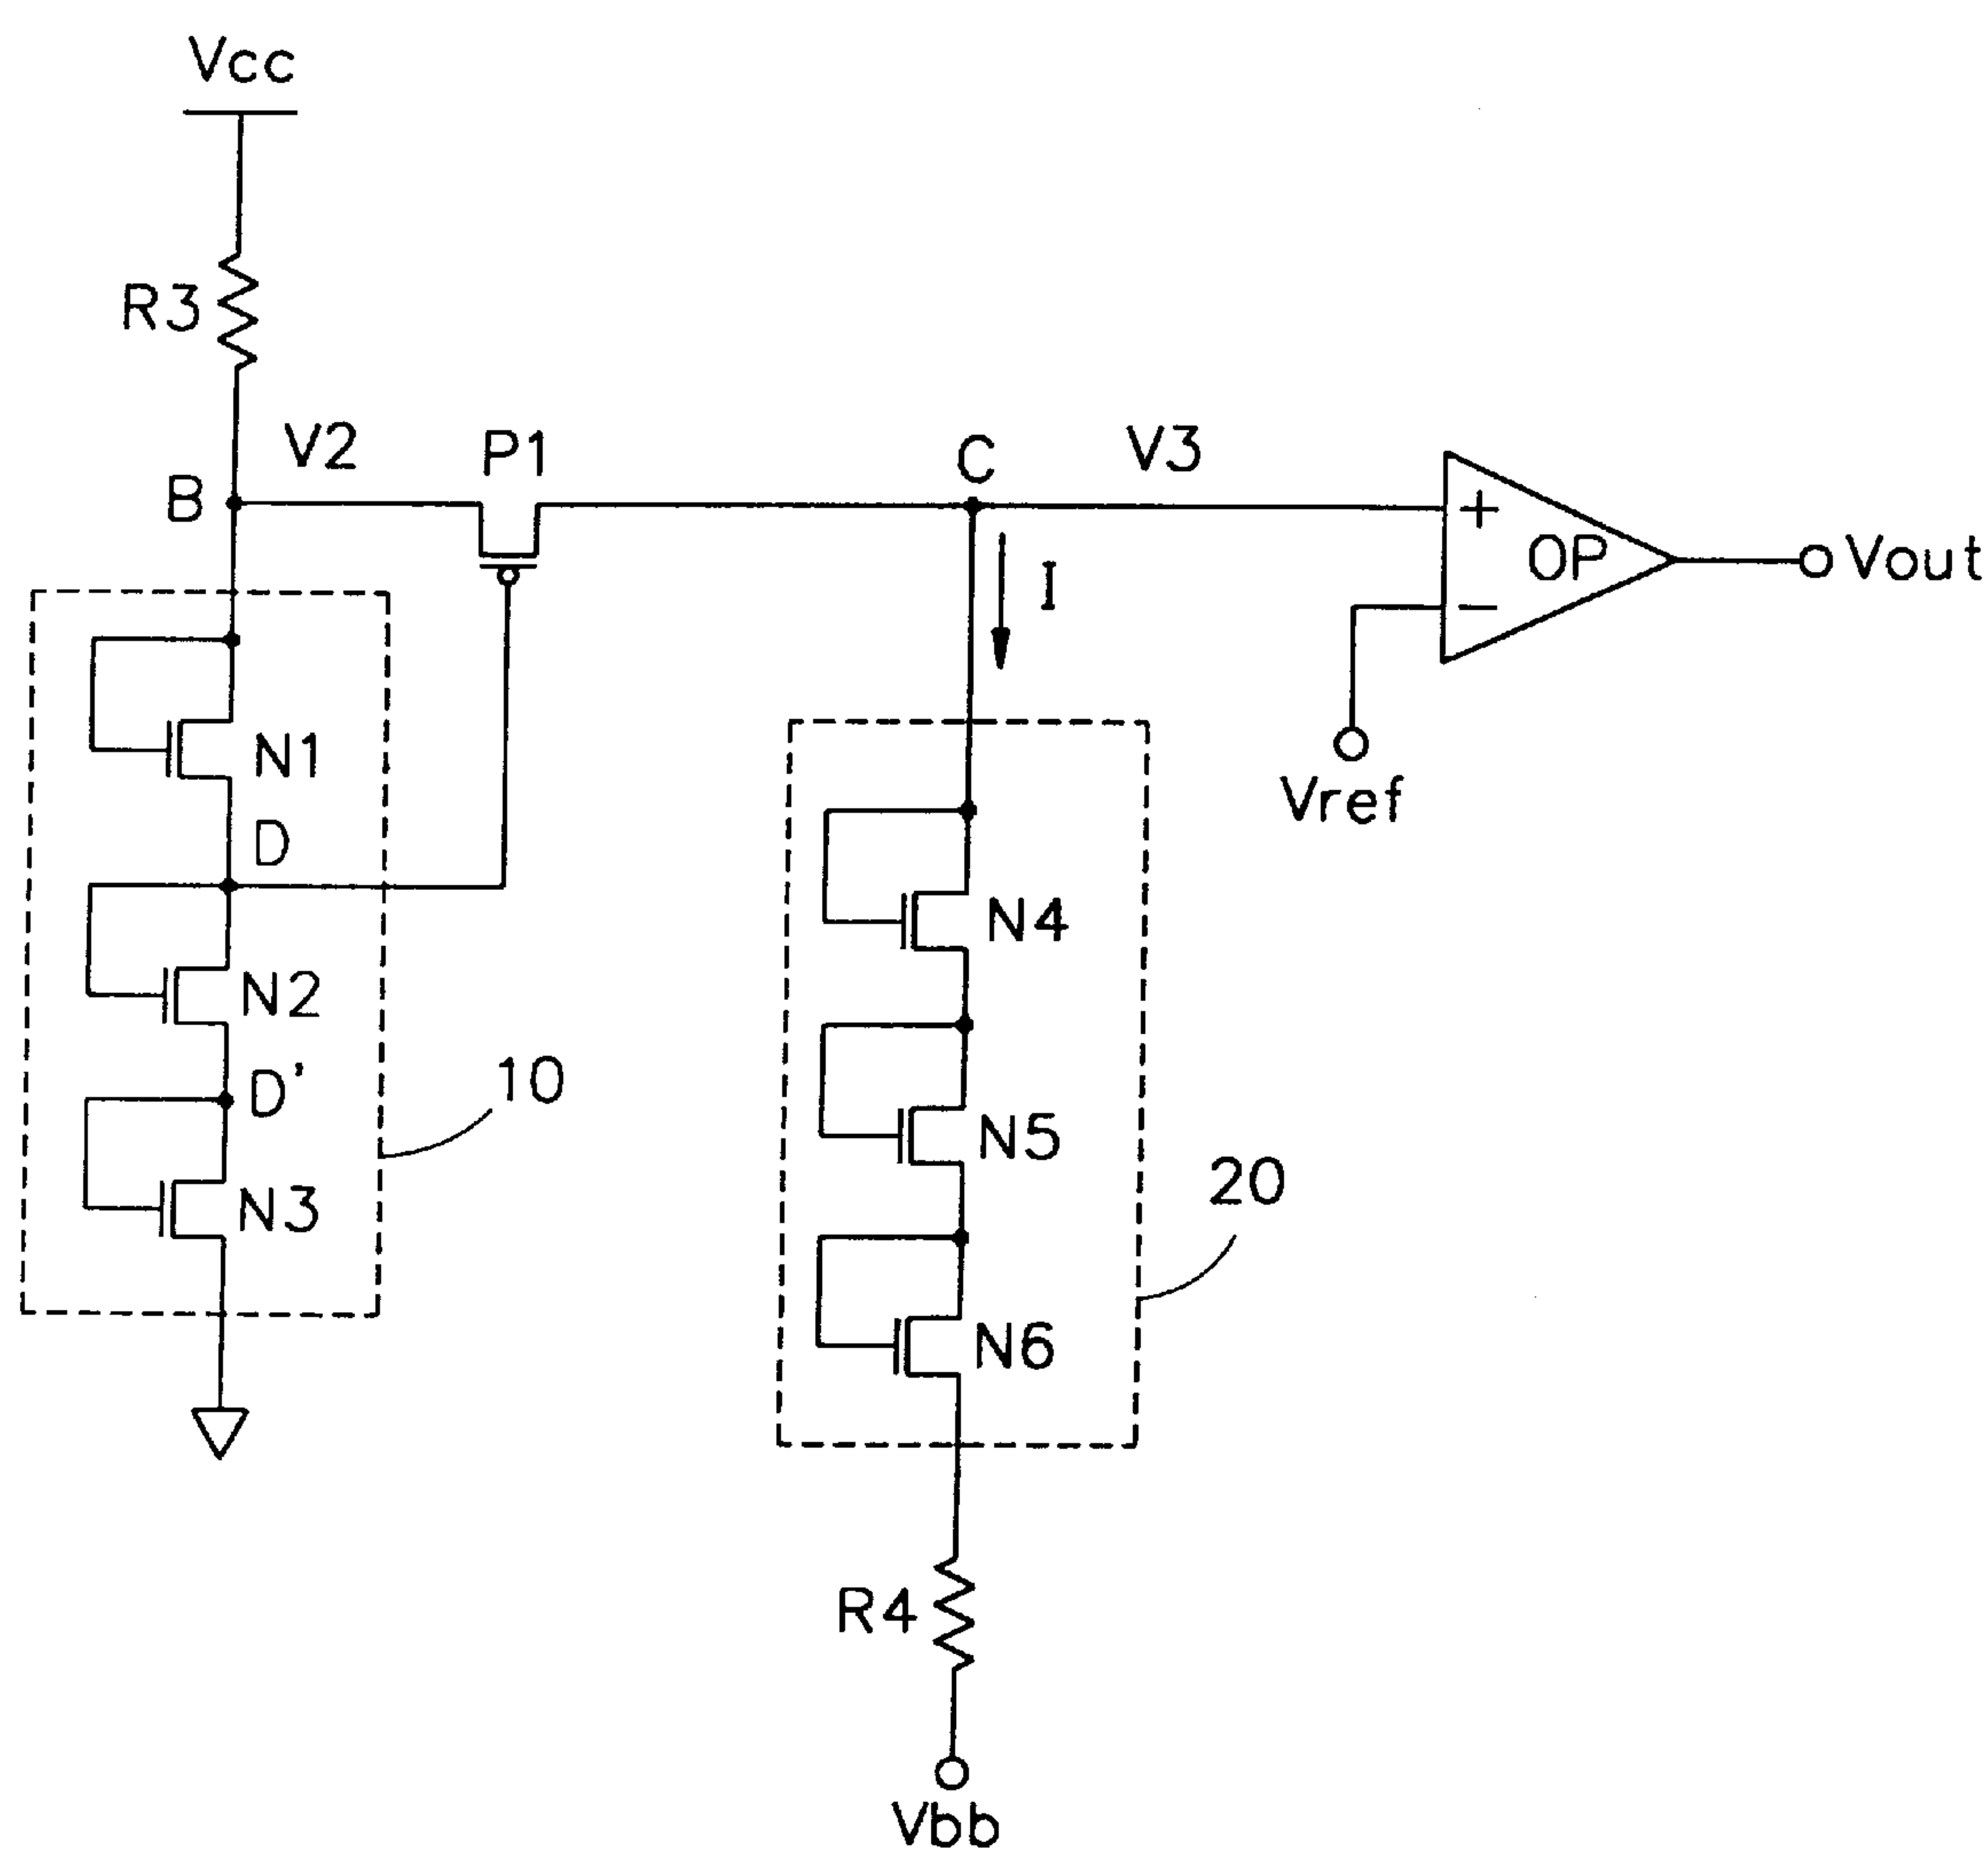 Vcc
R3
V2
P1
C
V3
B
+
OP
Vout
I
−
N1
Vref
D
N4
N2
D'
10
N5
20
N3
N6
R4
Vbb